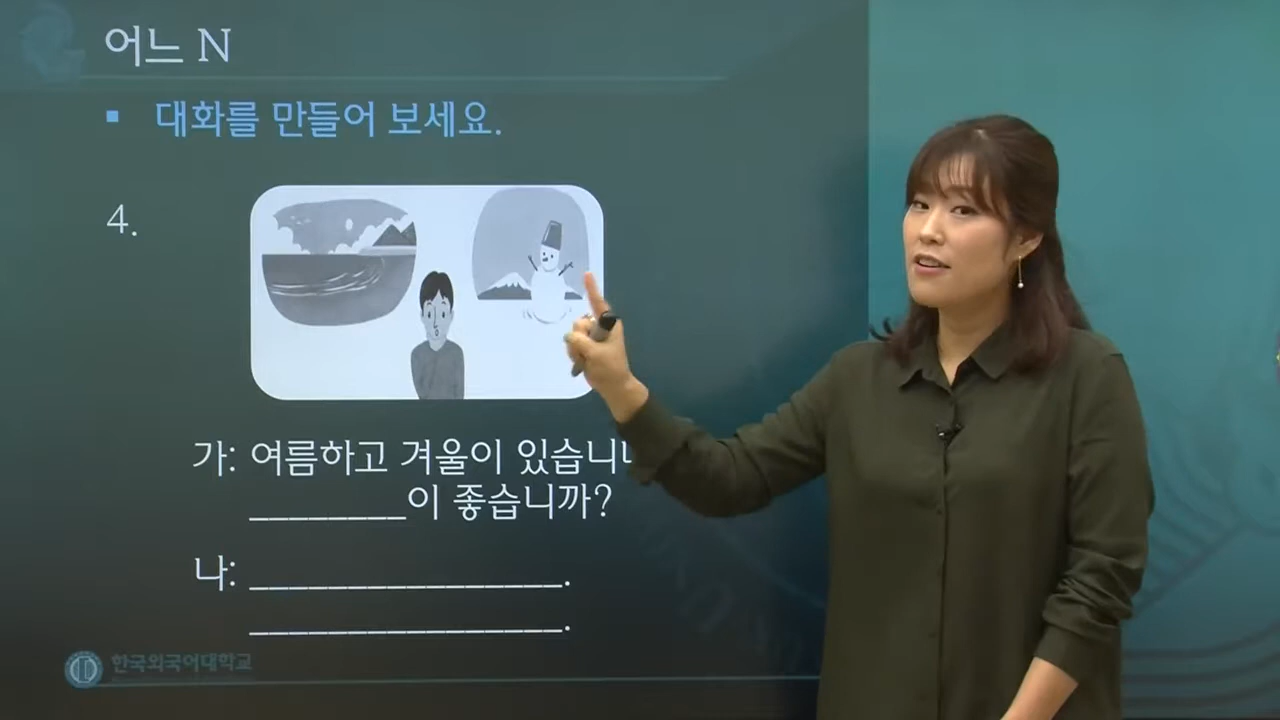 어느 N
▪ 대화를 만들어 보세요.
4.
가: 여름하고 겨울이 있습니
________이 좋습니까?
나: ________________.
________________.
한국외국어대학교